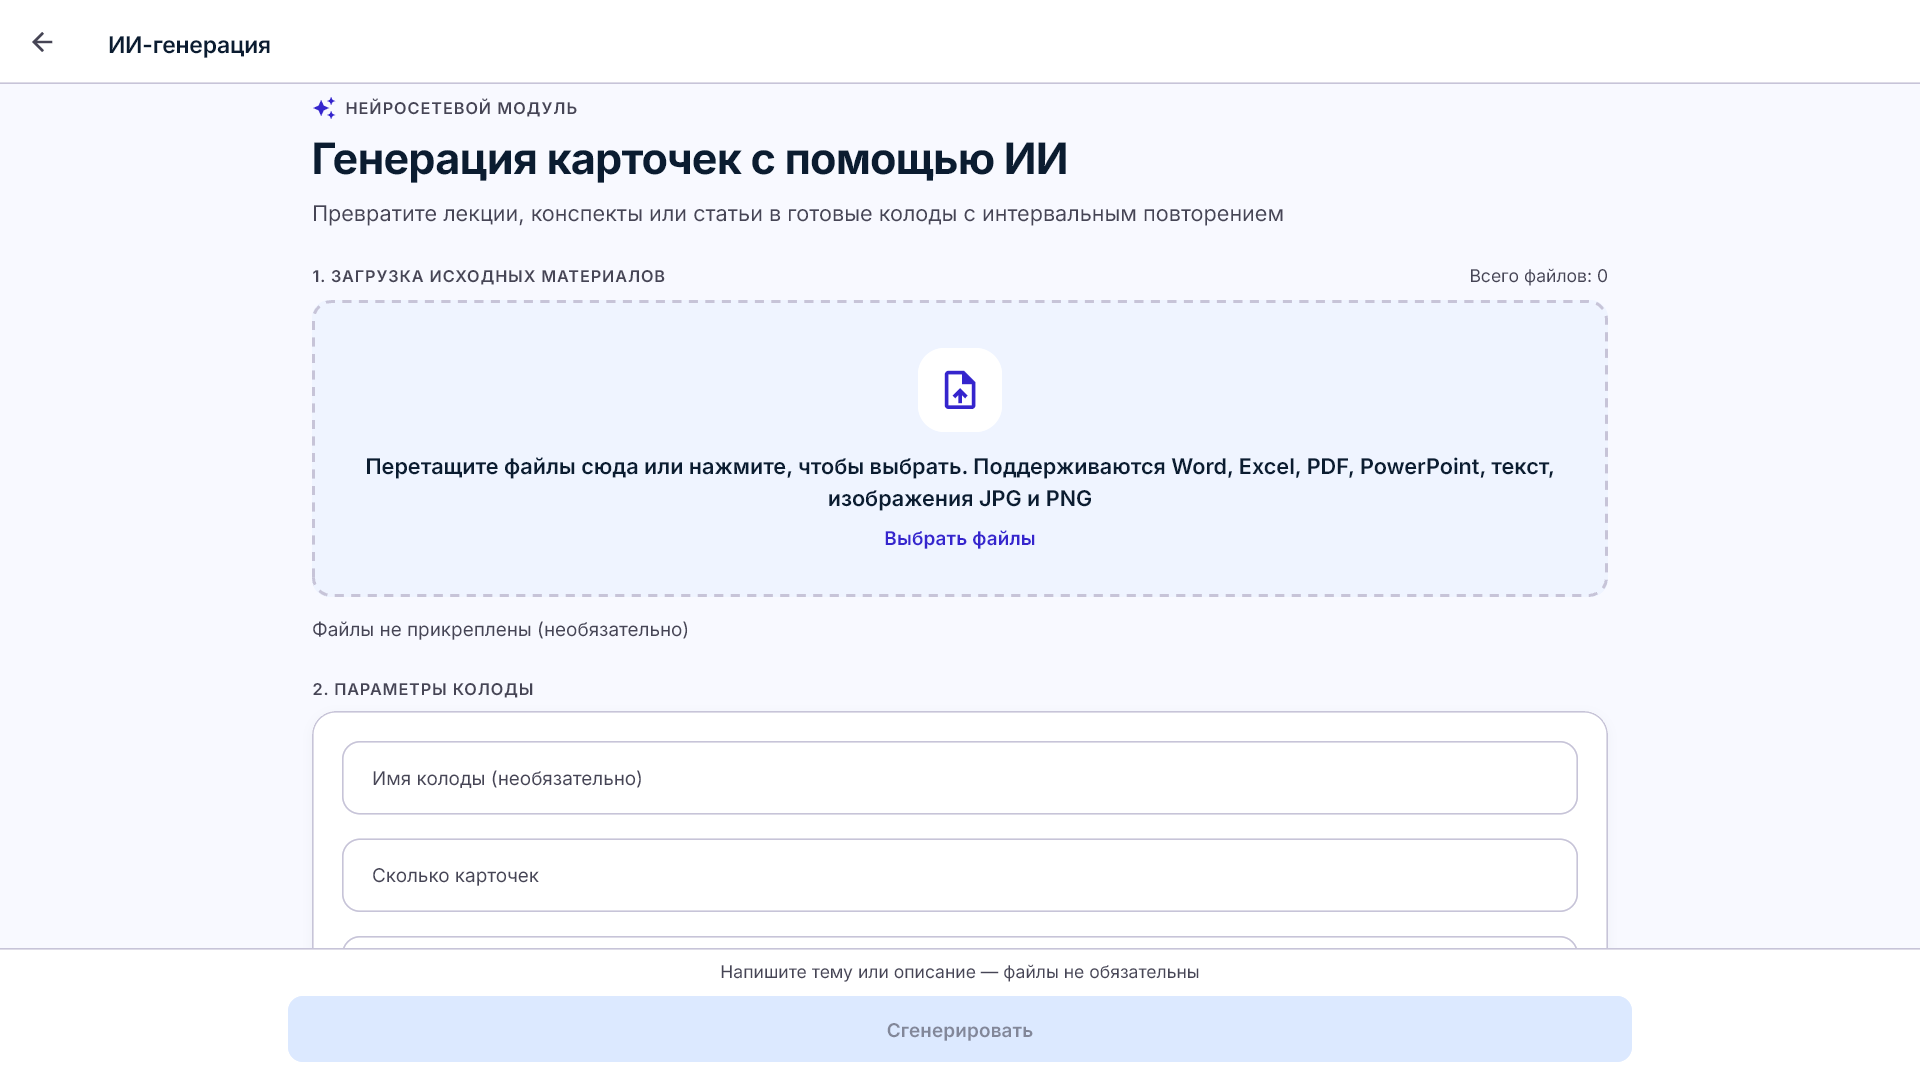 ИИ-генерация
НЕЙРОСЕТЕВОЙ МОДУЛЬ
Генерация карточек с помощью ИИ
Превратите лекции, конспекты или статьи в готовые колоды с интервальным повторением
1. ЗАГРУЗКА ИСХОДНЫХ МАТЕРИАЛОВ
Всего файлов: 0
Перетащите файлы сюда или нажмите, чтобы выбрать. Поддерживаются Word, Excel, PDF, PowerPoint, текст,
изображения JPG и PNG
Выбрать файлы
Файлы не прикреплены (необязательно)
2. ПАРАМЕТРЫ КОЛОДЫ
Имя колоды (необязательно)
Сколько карточек
Напишите тему или описание — файлы не обязательны
Сгенерировать